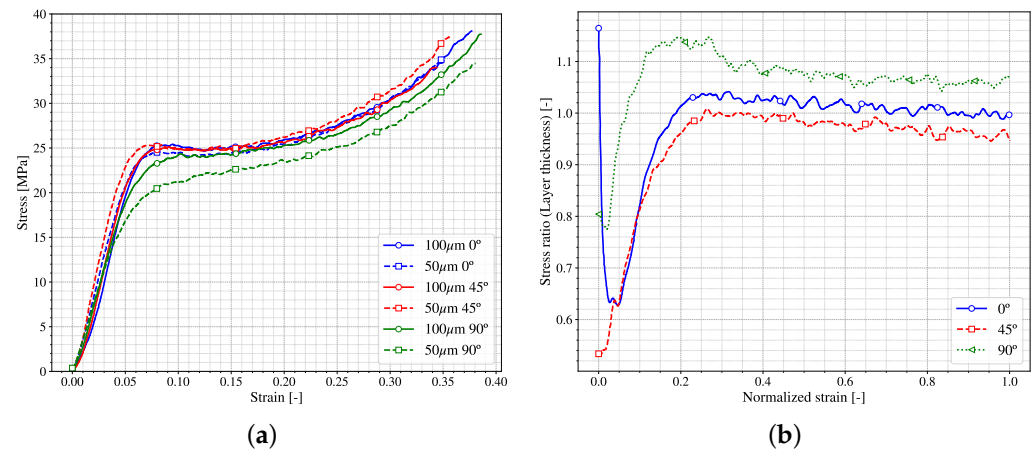 40
35
30
25
20
15
10
5
0
Stress [MPa]
0.00 0.05 0.10 0.15 0.20 0.25 0.30 0.35 0.40
Strain [-]
100µm 0º
50µm 0º
100µm 45º
50µm 45º
100µm 90º
50µm 90º
(a)
1.1
1.0
0.9
0.8
0.7
0.6
Stress ratio (Layer thickness) [-]
0.0 0.2 0.4 0.6 0.8 1.0
Normalized strain [-]
0º
45º
90º
(b)